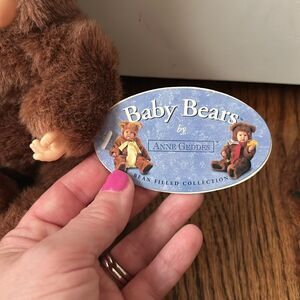 Baby Bears
by
ANNE GEDDES
BEAN FILLED COLLECTION